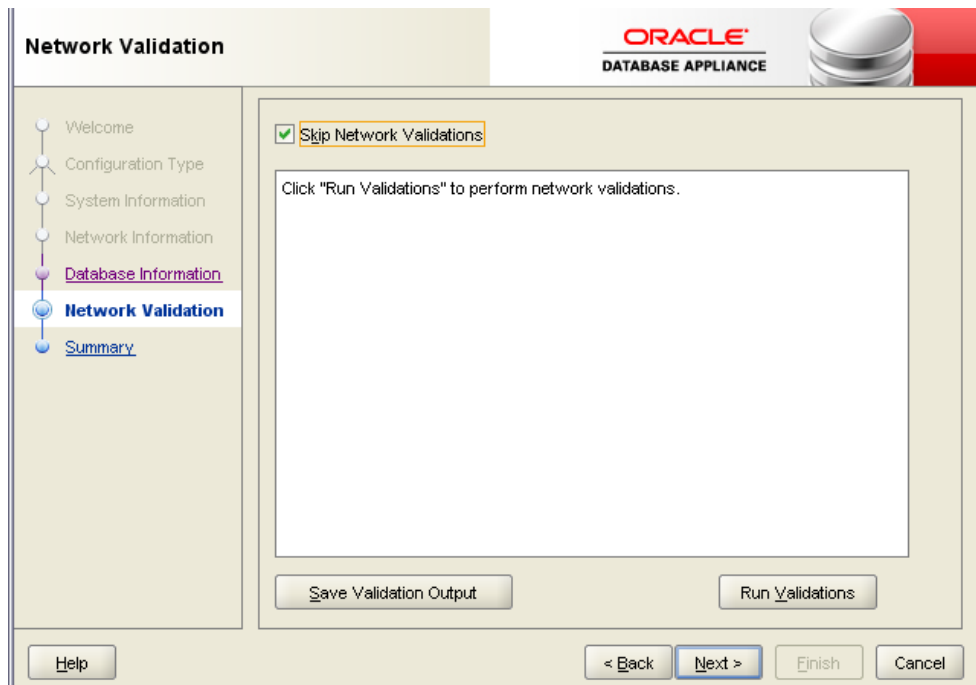 Network Validation
ORACLE
DATABASE APPLIANCE
Welcome
Configuration Type
System Information
Network Information
Database Information
Network Validation
Summary
Skip Network Validations
Click "Run Validations" to perform network validations.
Save Validation Output
Run Validations
Help
< Back
Next >
Finish
Cancel